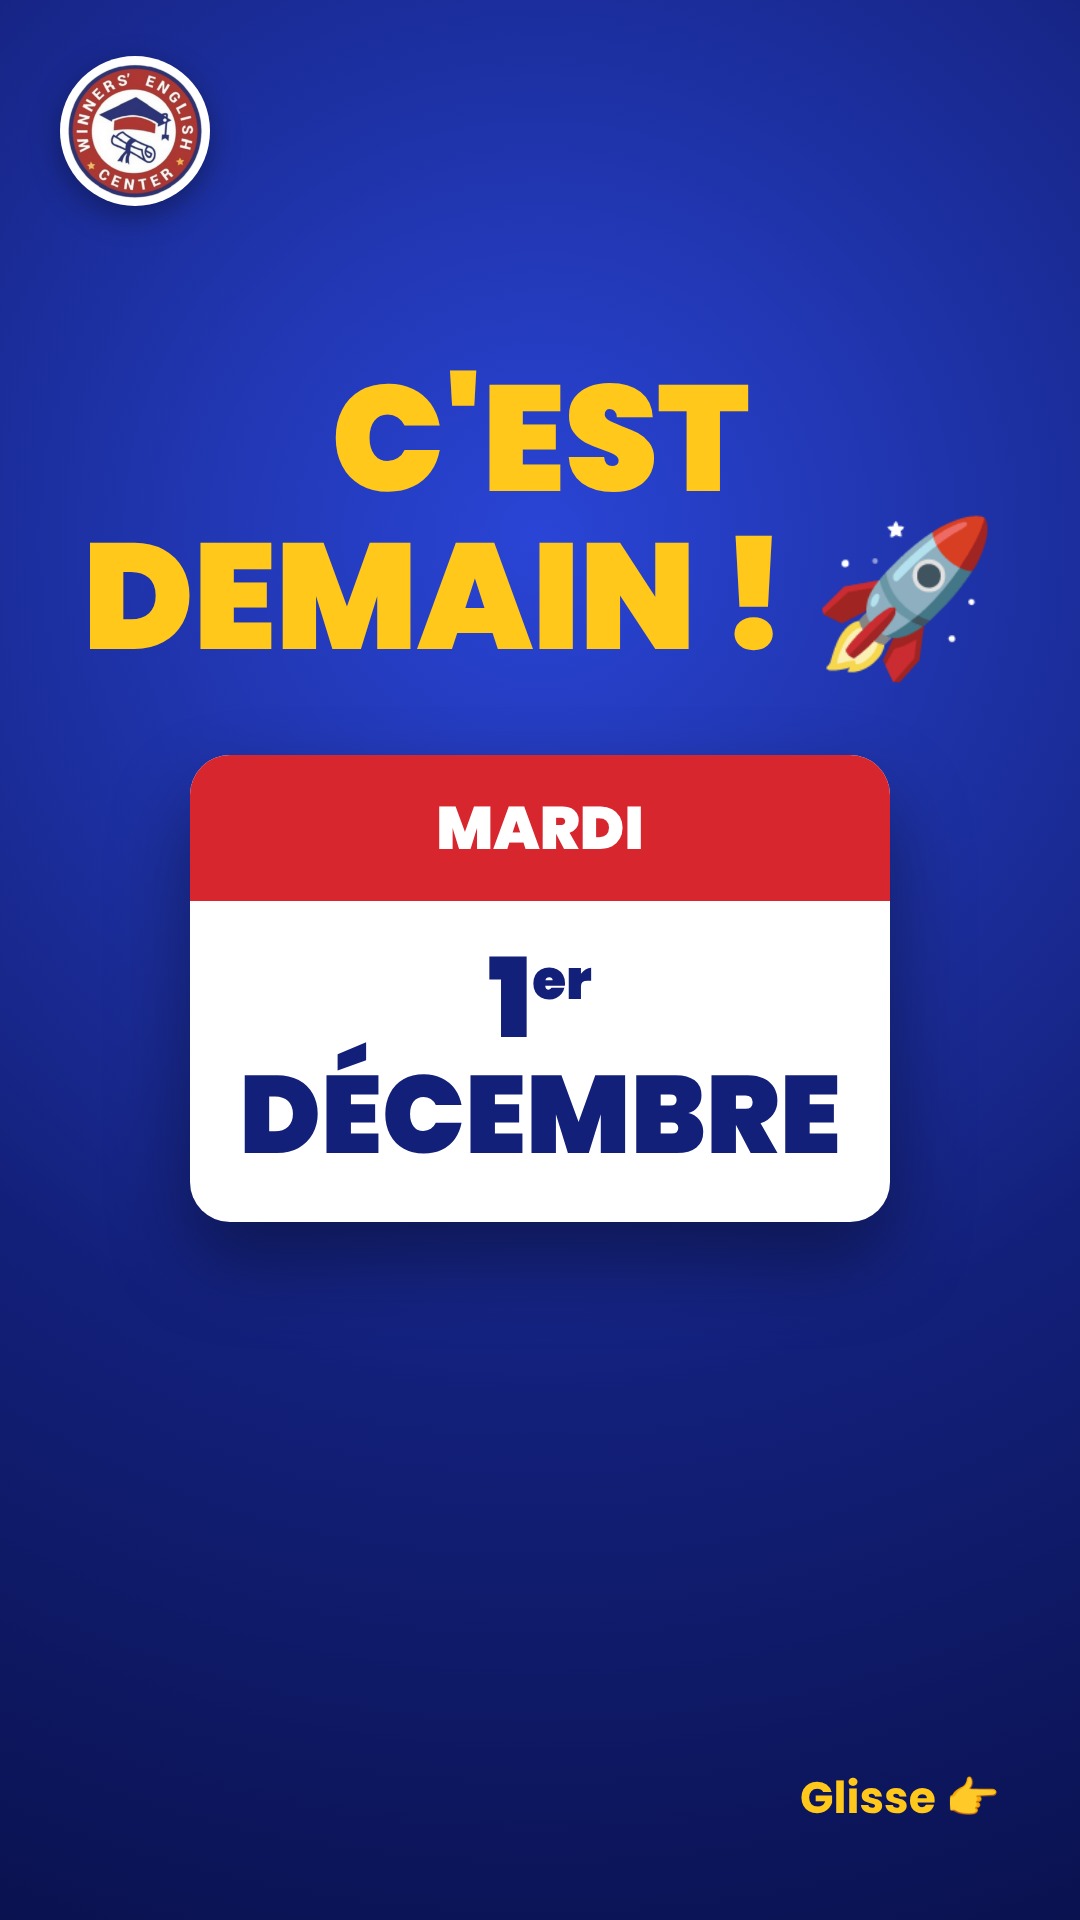 WINNERS' ENGLISH
CENTER
C'EST
DEMAIN !
MARDI
1er
DÉCEMBRE
Glisse